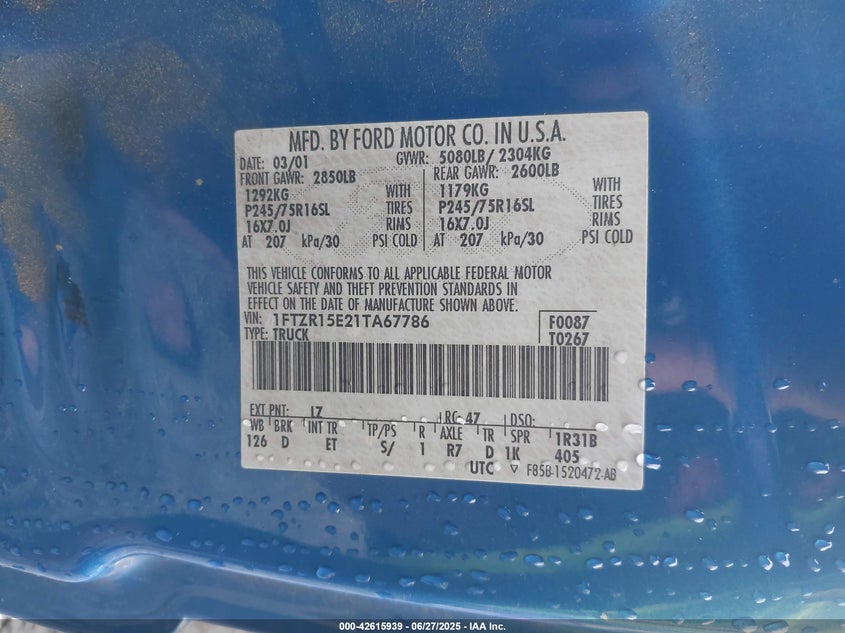 MFD. BY FORD MOTOR CO. IN U.S.A.
DATE: 03/01 GVWR: 5080LB/ 2304KG
FRONT GAWR: 2850LB REAR GAWR: 2600LB
1292KG WITH 1179KG WITH
P245/75R16SL TIRES P245/75R16SL TIRES
16X7.0J RIMS 16X7.0J RIMS
AT 207 kPa/30 PSI COLD AT 207 kPa/30 PSI COLD
THIS VEHICLE CONFORMS TO ALL APPLICABLE FEDERAL MOTOR
VEHICLE SAFETY AND THEFT PREVENTION STANDARDS IN
EFFECT ON THE DATE OF MANUFACTURE SHOWN ABOVE.
VIN: 1FTZR15E21TA67786 F0087
TYPE: TRUCK T0267
EXT PNT: L7 RC: 47 DSO:
WB BRK INT TR TP/PS R AXLE TR SPR 1R31B
126 D ET S/ 1 R7 D 1K 405
UTC ▽ F85B-1520472-AB
000-42615939 - 06/27/2025 - IAA Inc.